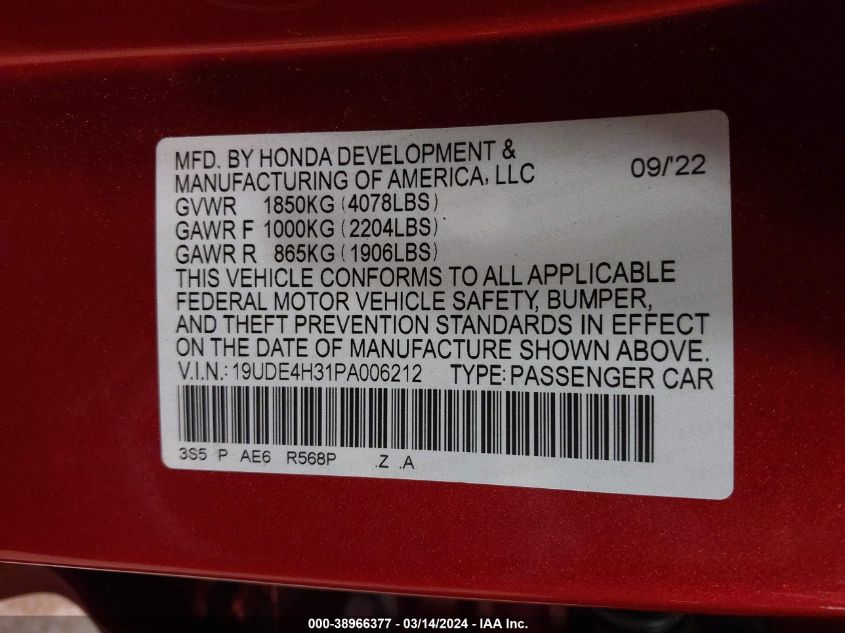 MFD. BY HONDA DEVELOPMENT &
MANUFACTURING OF AMERICA, LLC 09/'22
GVWR 1850KG (4078LBS)
GAWR F 1000KG (2204LBS)
GAWR R 865KG (1906LBS)
THIS VEHICLE CONFORMS TO ALL APPLICABLE
FEDERAL MOTOR VEHICLE SAFETY, BUMPER,
AND THEFT PREVENTION STANDARDS IN EFFECT
ON THE DATE OF MANUFACTURE SHOWN ABOVE.
V.I.N.: 19UDE4H31PA006212 TYPE: PASSENGER CAR
3S5 P AE6 R568P .Z .A
000-38966377 | 03/14/2024 - IAA Inc.